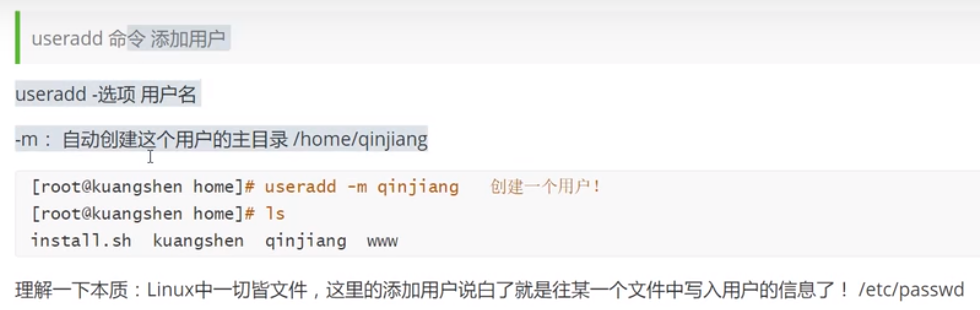 useradd 命令 添加用户
useradd -选项 用户名
-m： 自动创建这个用户的主目录 /home/qinjiang
[root@kuangshen home]# useradd -m qinjiang   创建一个用户！
[root@kuangshen home]# ls
install.sh  kuangshen  qinjiang  www
理解一下本质：Linux中一切皆文件，这里的添加用户说白了就是往某一个文件中写入用户的信息了！ /etc/passwd